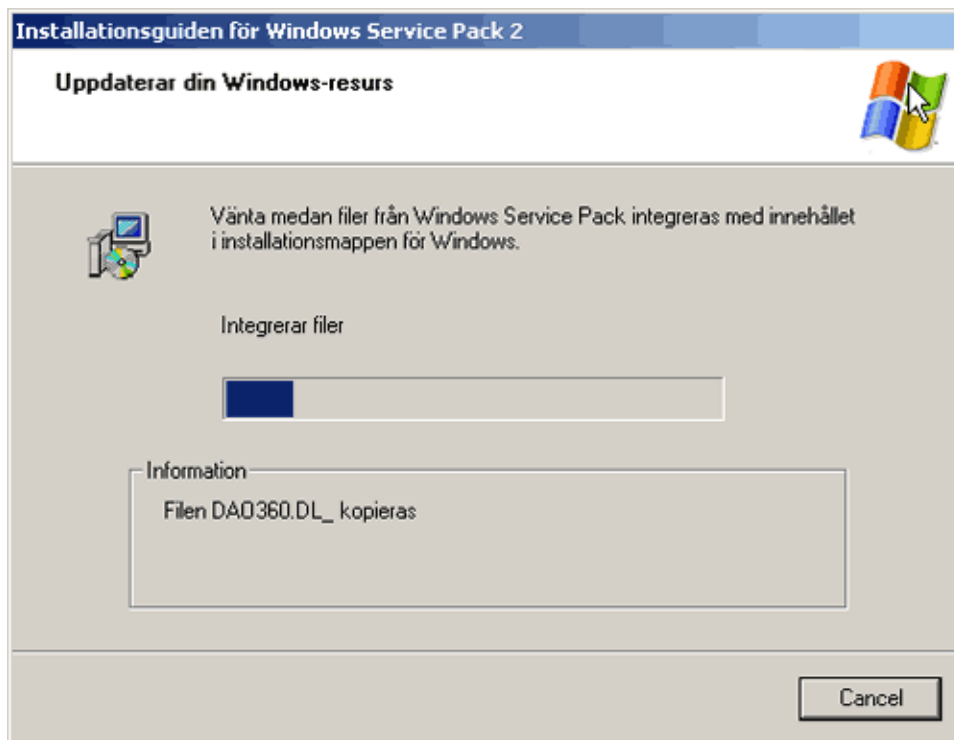 Installationsguiden för Windows Service Pack 2
Uppdaterar din Windows-resurs
Vänta medan filer från Windows Service Pack integreras med innehållet
i installationsmappen för Windows.
Integrerar filer
Information
Filen DAO360.DL_ kopieras
Cancel